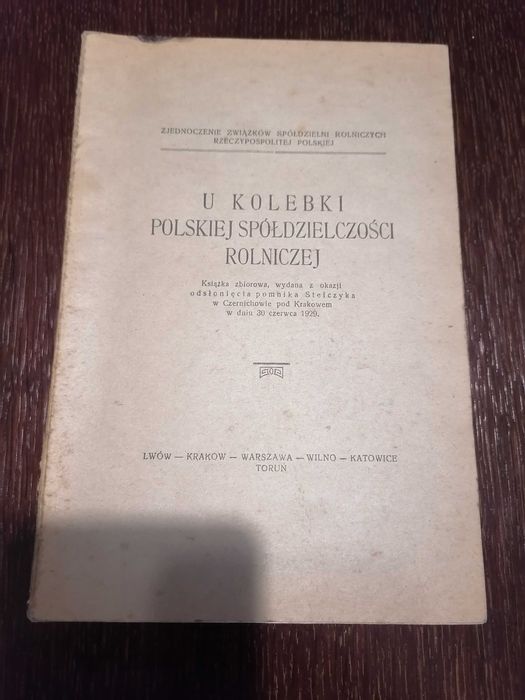 ZJEDNOCZENIE ZWIĄZKÓW SPÓŁDZIELNI ROLNICZYCH
RZECZYPOSPOLITEJ POLSKIEJ
U KOLEBKI
POLSKIEJ SPÓŁDZIELCZOŚCI
ROLNICZEJ
Książka zbiorowa, wydana z okazji
odsłonięcia pomnika Stefczyka
w Czernichowie pod Krakowem
w dniu 30 czerwca 1929.
LWÓW — KRAKÓW — WARSZAWA — WILNO — KATOWICE
TORUŃ